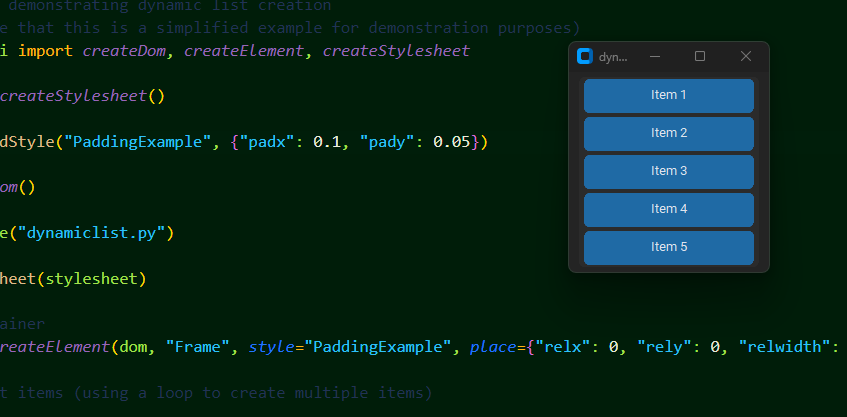 demonstrating dynamic list creation
e that this is a simplified example for demonstration purposes)
i import createDom, createElement, createStylesheet
createStylesheet()
dStyle("PaddingExample", {"padx": 0.1, "pady": 0.05})
om()
e("dynamiclist.py")
heet(stylesheet)
ainer
reateElement(dom, "Frame", style="PaddingExample", place={"relx": 0, "rely": 0, "relwidth":
t items (using a loop to create multiple items)
dyn...
Item 1
Item 2
Item 3
Item 4
Item 5